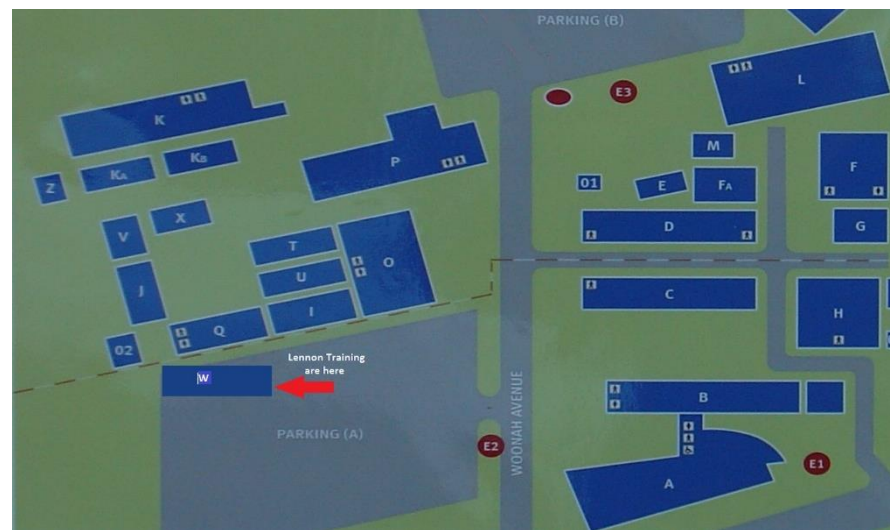 PARKING (B)
L
E3
K
M
P
F
KB
KA
01
E
FA
Z
X
V
D
G
T
O
U
J
C
I
H
Q
02
Lennon Training
are here
W
B
PARKING (A)
WOONAH AVENUE
E2
E1
A